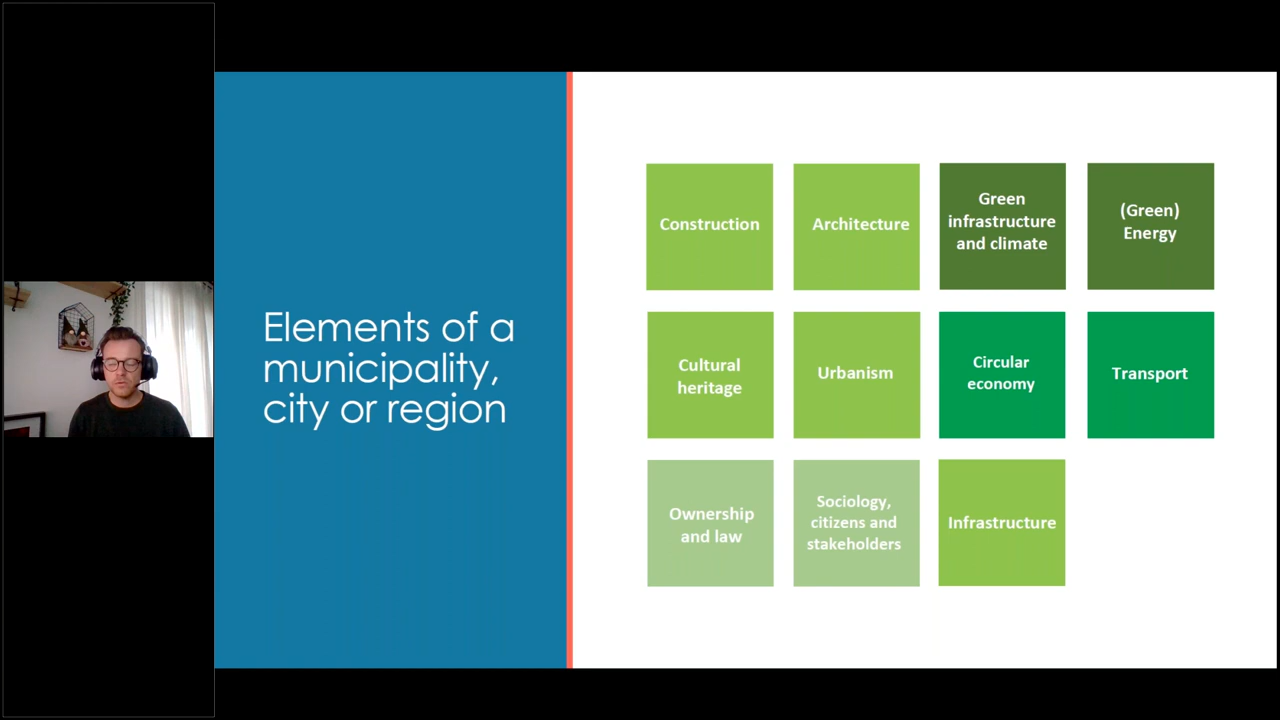 Elements of a
municipality,
city or region
Construction
Architecture
Green
infrastructure
and climate
(Green)
Energy
Cultural
heritage
Urbanism
Circular
economy
Transport
Ownership
and law
Sociology,
citizens and
stakeholders
Infrastructure